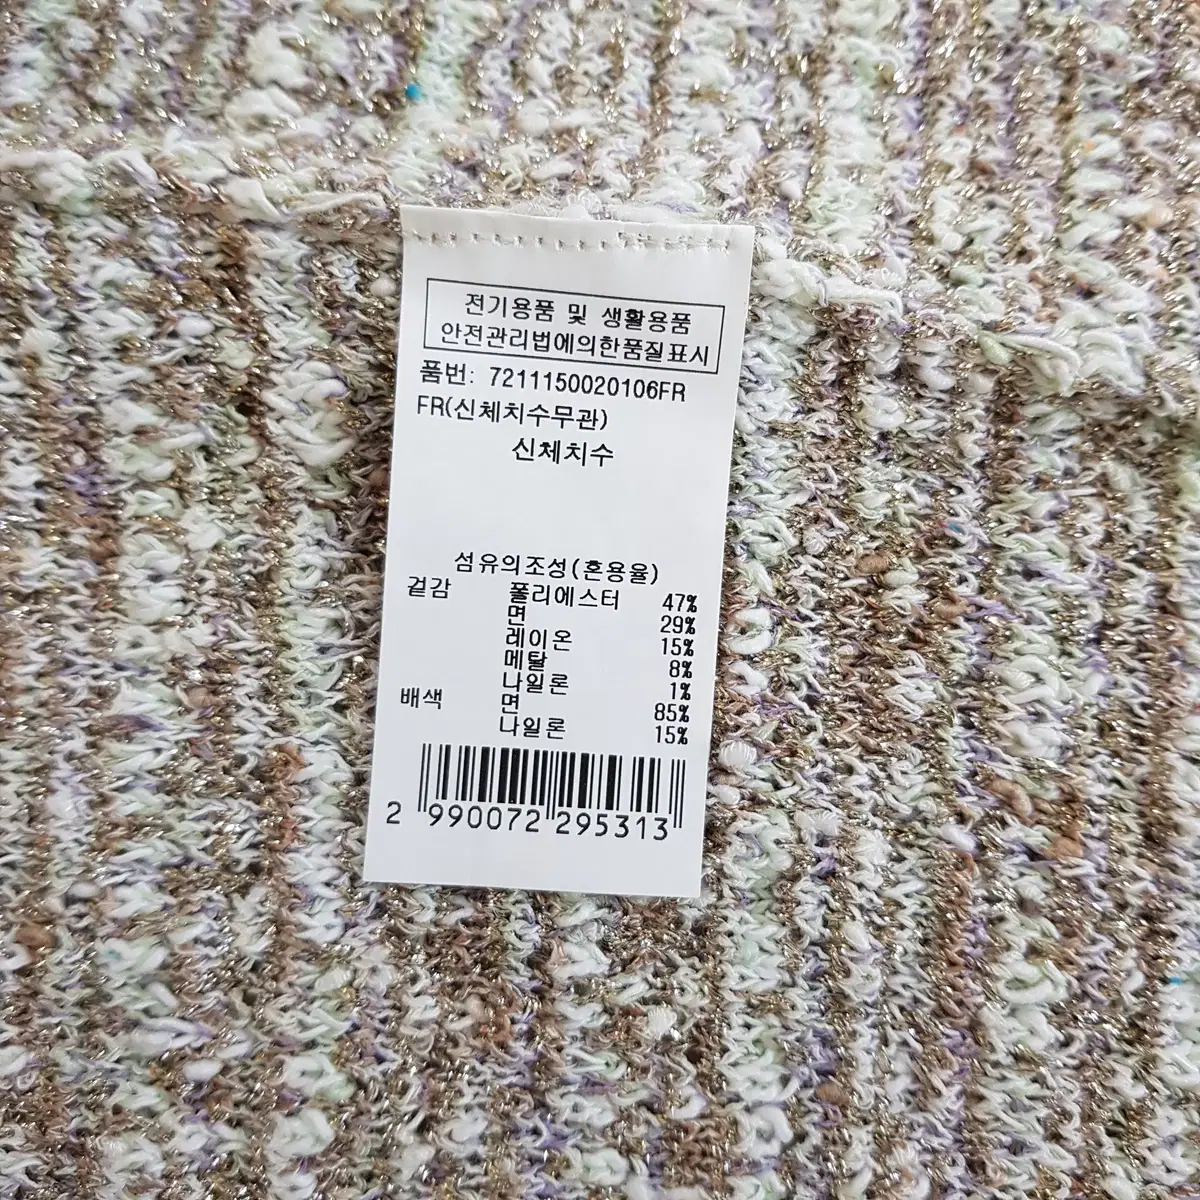 전기용품 및 생활용품
안전관리법에의한품질표시
품번: 7211150020106FR
FR(신체치수무관)
신체치수
섬유의조성(혼용율)
겉감 폴리에스터 47%
면 29%
레이온 15%
메탈 8%
나일론 1%
배색 면 85%
나일론 15%
2 990072 295313